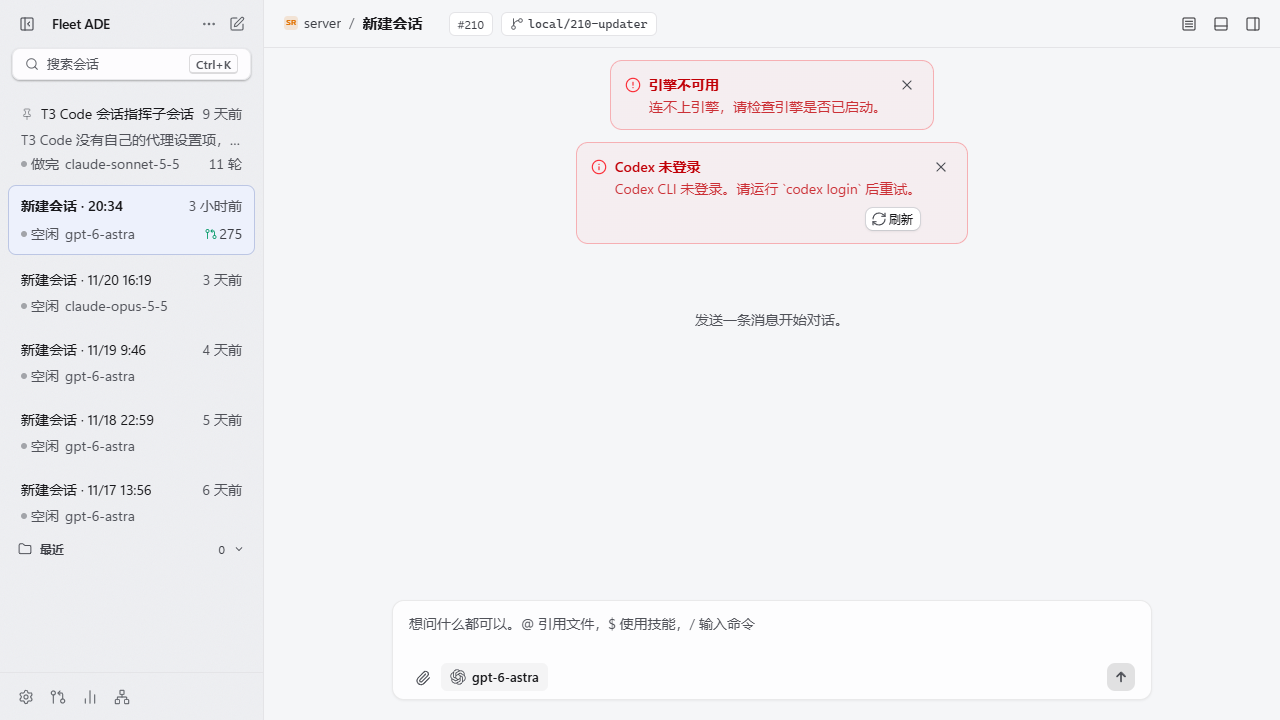 Fleet ADE
搜索会话
Ctrl+K
T3 Code 会话指挥子会话 9 天前
T3 Code 没有自己的代理设置项，...
做完 claude-sonnet-5-5 11 轮
新建会话 · 20:34 3 小时前
空闲 gpt-6-astra 275
新建会话 · 11/20 16:19 3 天前
空闲 claude-opus-5-5
新建会话 · 11/19 9:46 4 天前
空闲 gpt-6-astra
新建会话 · 11/18 22:59 5 天前
空闲 gpt-6-astra
新建会话 · 11/17 13:56 6 天前
空闲 gpt-6-astra
最近 0
SR server / 新建会话 #210 local/210-updater
引擎不可用
连不上引擎，请检查引擎是否已启动。
Codex 未登录
Codex CLI 未登录。请运行 `codex login` 后重试。
刷新
发送一条消息开始对话。
想问什么都可以。@ 引用文件，$ 使用技能，/ 输入命令
gpt-6-astra